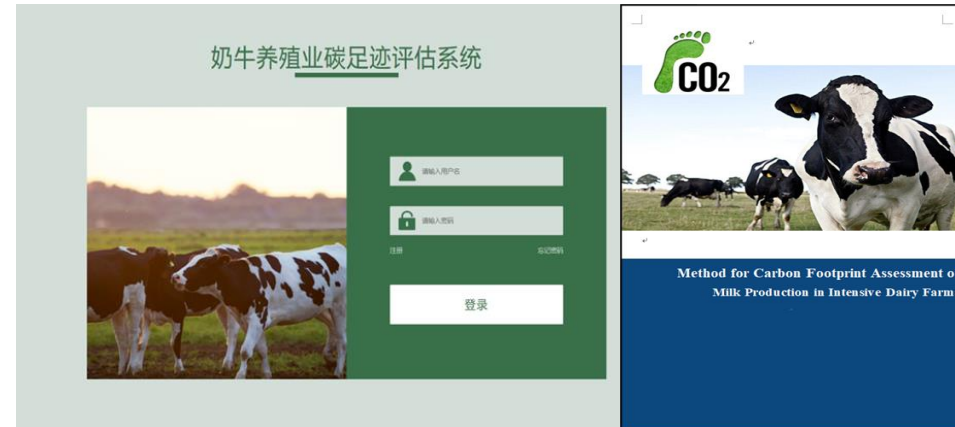 奶牛养殖业碳足迹评估系统
请输入用户名
请输入密码
注册
忘记密码
登录
CO2
Method for Carbon Footprint Assessment o
Milk Production in Intensive Dairy Farm